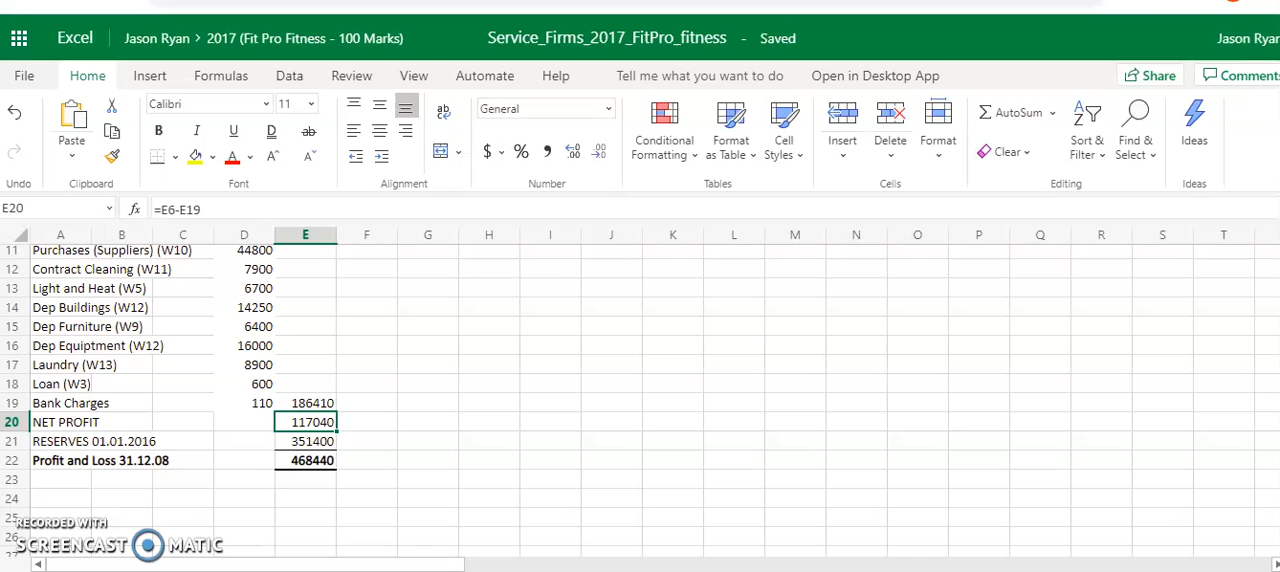 Excel Jason Ryan > 2017 (Fit Pro Fitness - 100 Marks) Service_Firms_2017_FitPro_fitness - Saved Jason Ryan
File Home Insert Formulas Data Review View Automate Help Tell me what you want to do Open in Desktop App Share Comments
Calibri 11 General AutoSum
Paste B I U D ab $ % Conditional Formatting Format as Table Cell Styles Insert Delete Format Clear Sort & Filter Find & Select Ideas
Undo Clipboard Font Alignment Number Tables Cells Editing Ideas
E20 fx =E6-E19
A B C D E F G H I J K L M N O P Q R S T
11 Purchases (Suppliers) (W10) 44800
12 Contract Cleaning (W11) 7900
13 Light and Heat (W5) 6700
14 Dep Buildings (W12) 14250
15 Dep Furniture (W9) 6400
16 Dep Equiptment (W12) 16000
17 Laundry (W13) 8900
18 Loan (W3) 600
19 Bank Charges 110 186410
20 NET PROFIT 117040
21 RESERVES 01.01.2016 351400
22 Profit and Loss 31.12.08 468440
23
24
25
RECORDED WITH
26
SCREENCAST MATIC